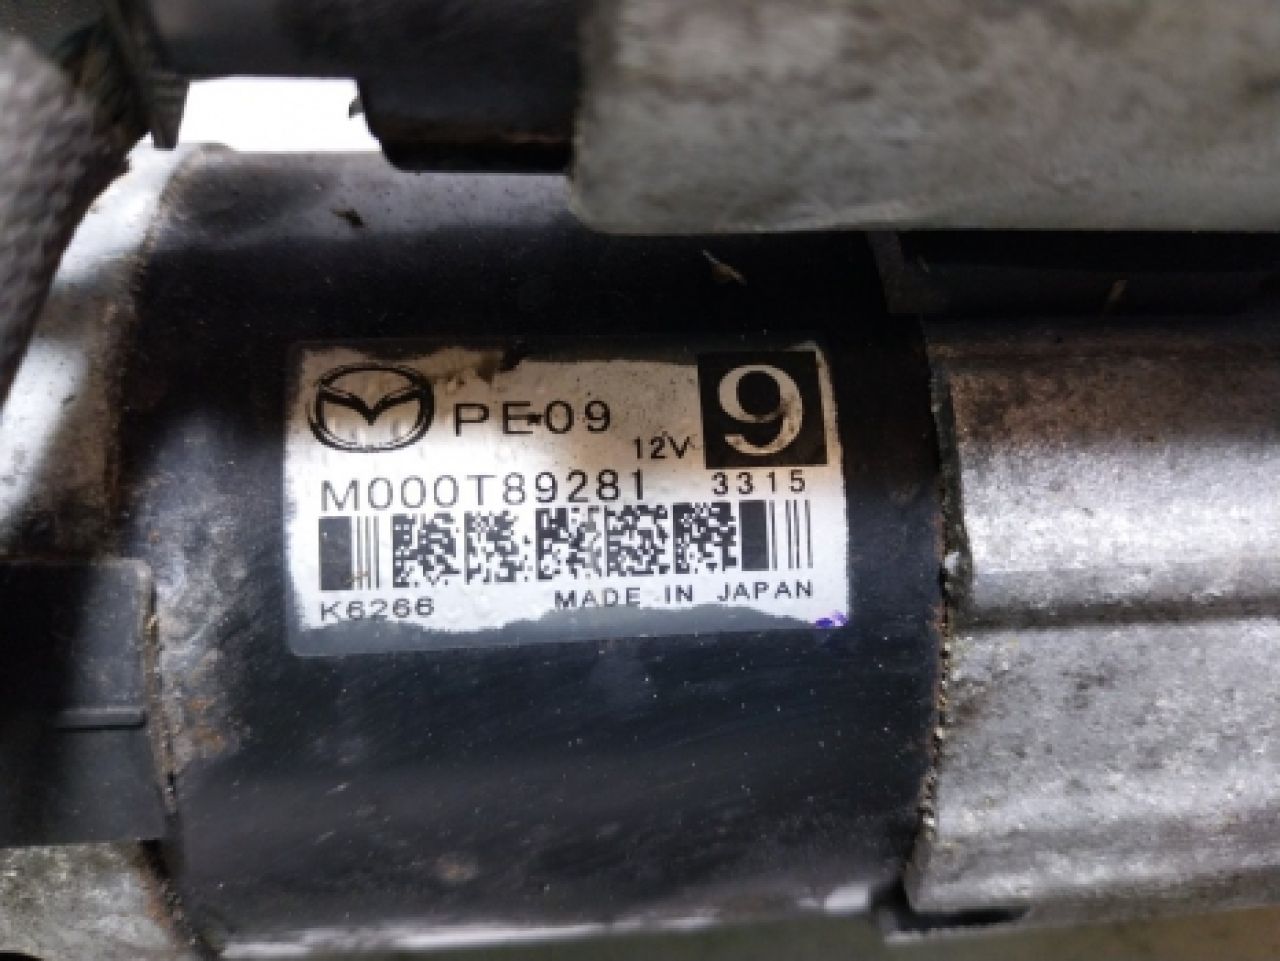 PE09
12V
9
M000T89281 3315
K6266 MADE IN JAPAN